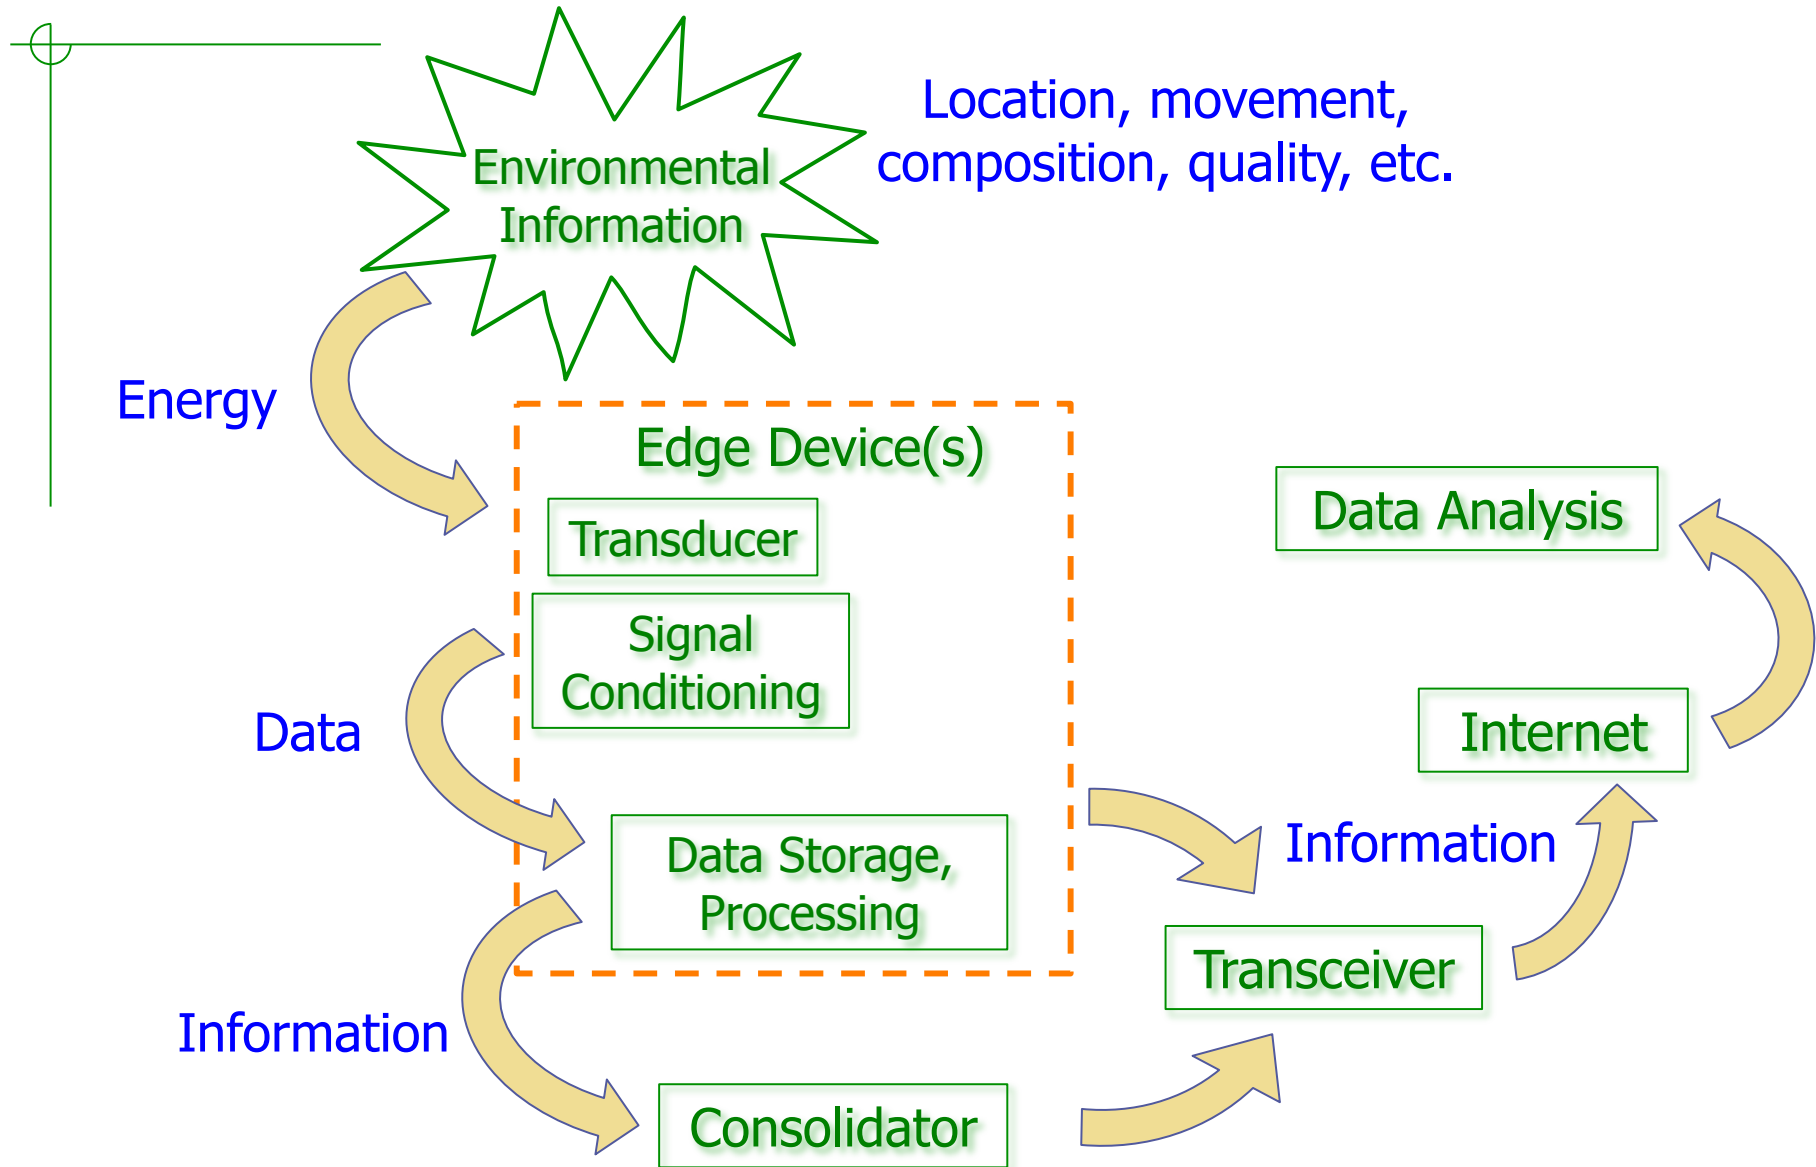 Location, movement,
composition, quality, etc.
Environmental
Information
Energy
Edge Device(s)
Transducer
Signal
Conditioning
Data
Data Storage,
Processing
Information
Consolidator
Information
Transceiver
Internet
Data Analysis